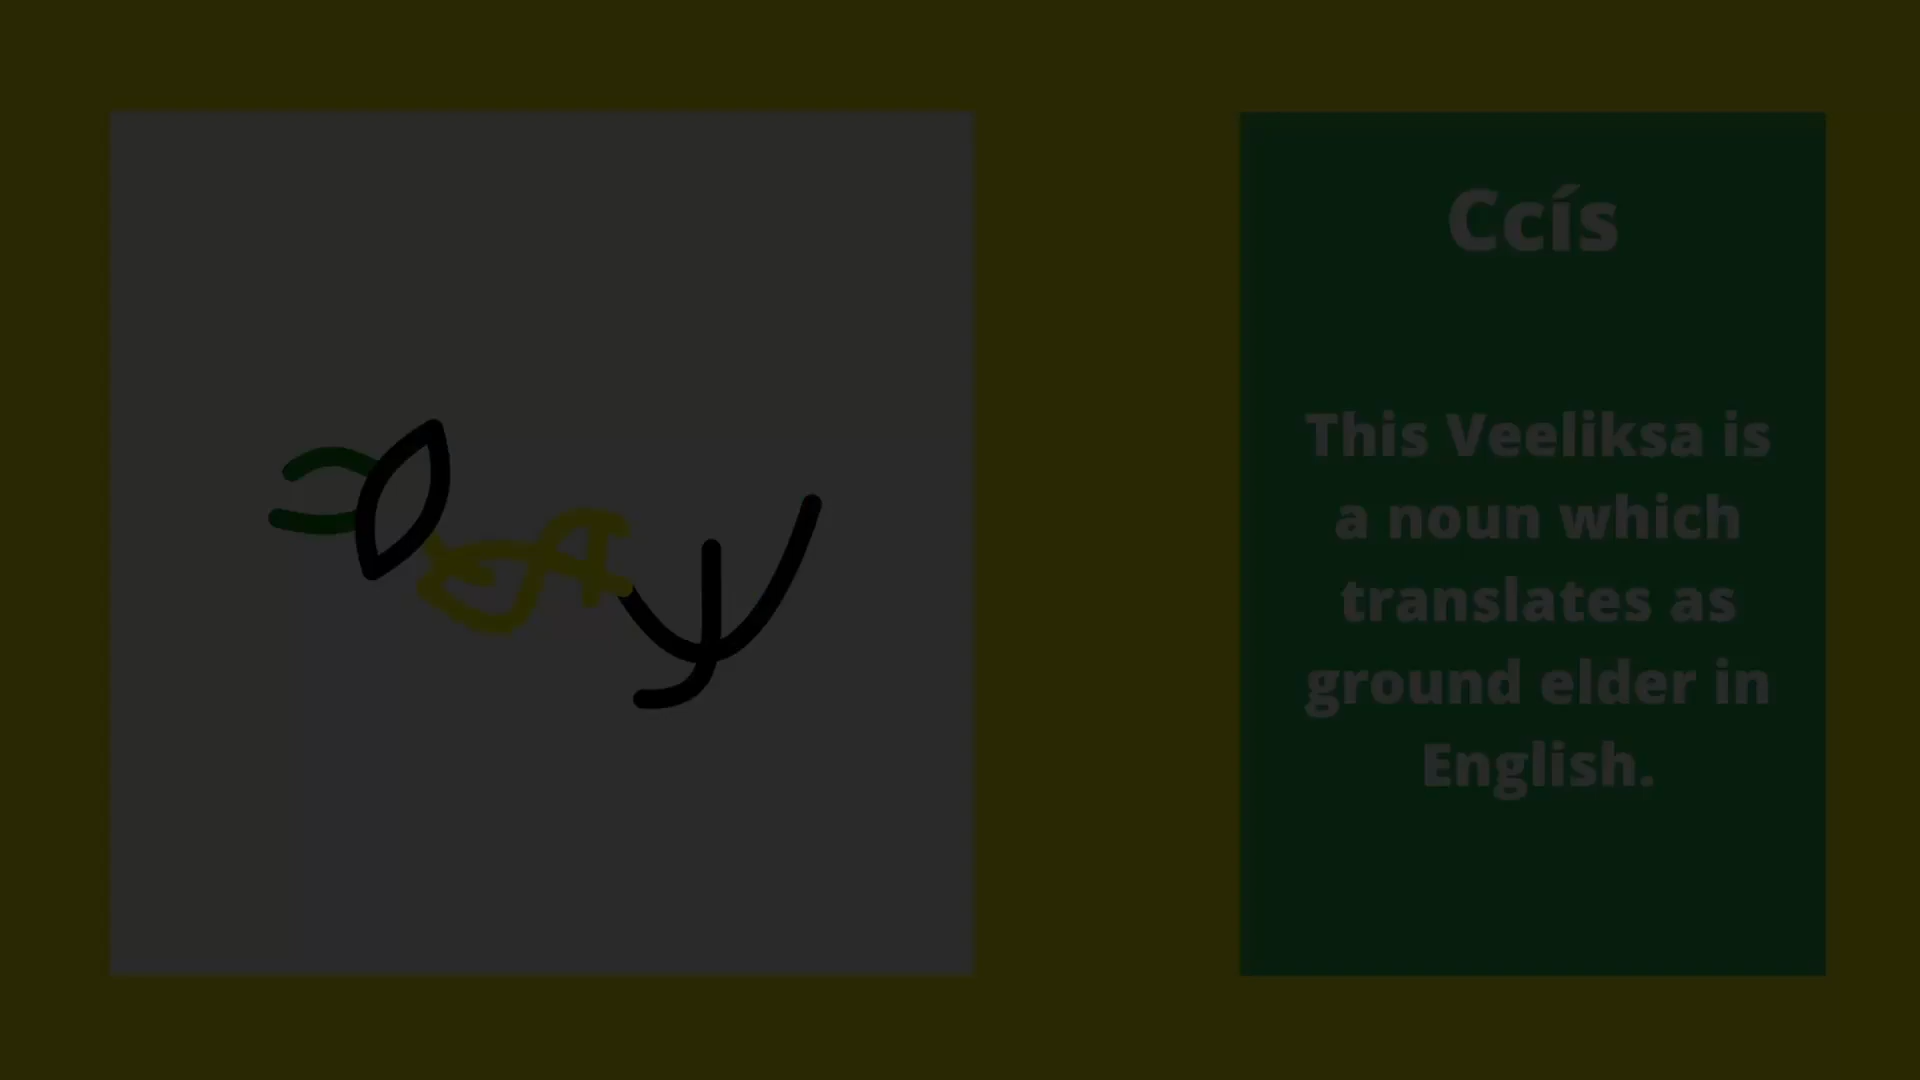 Ccís
This Veeliksa is
a noun which
translates as
ground elder in
English.